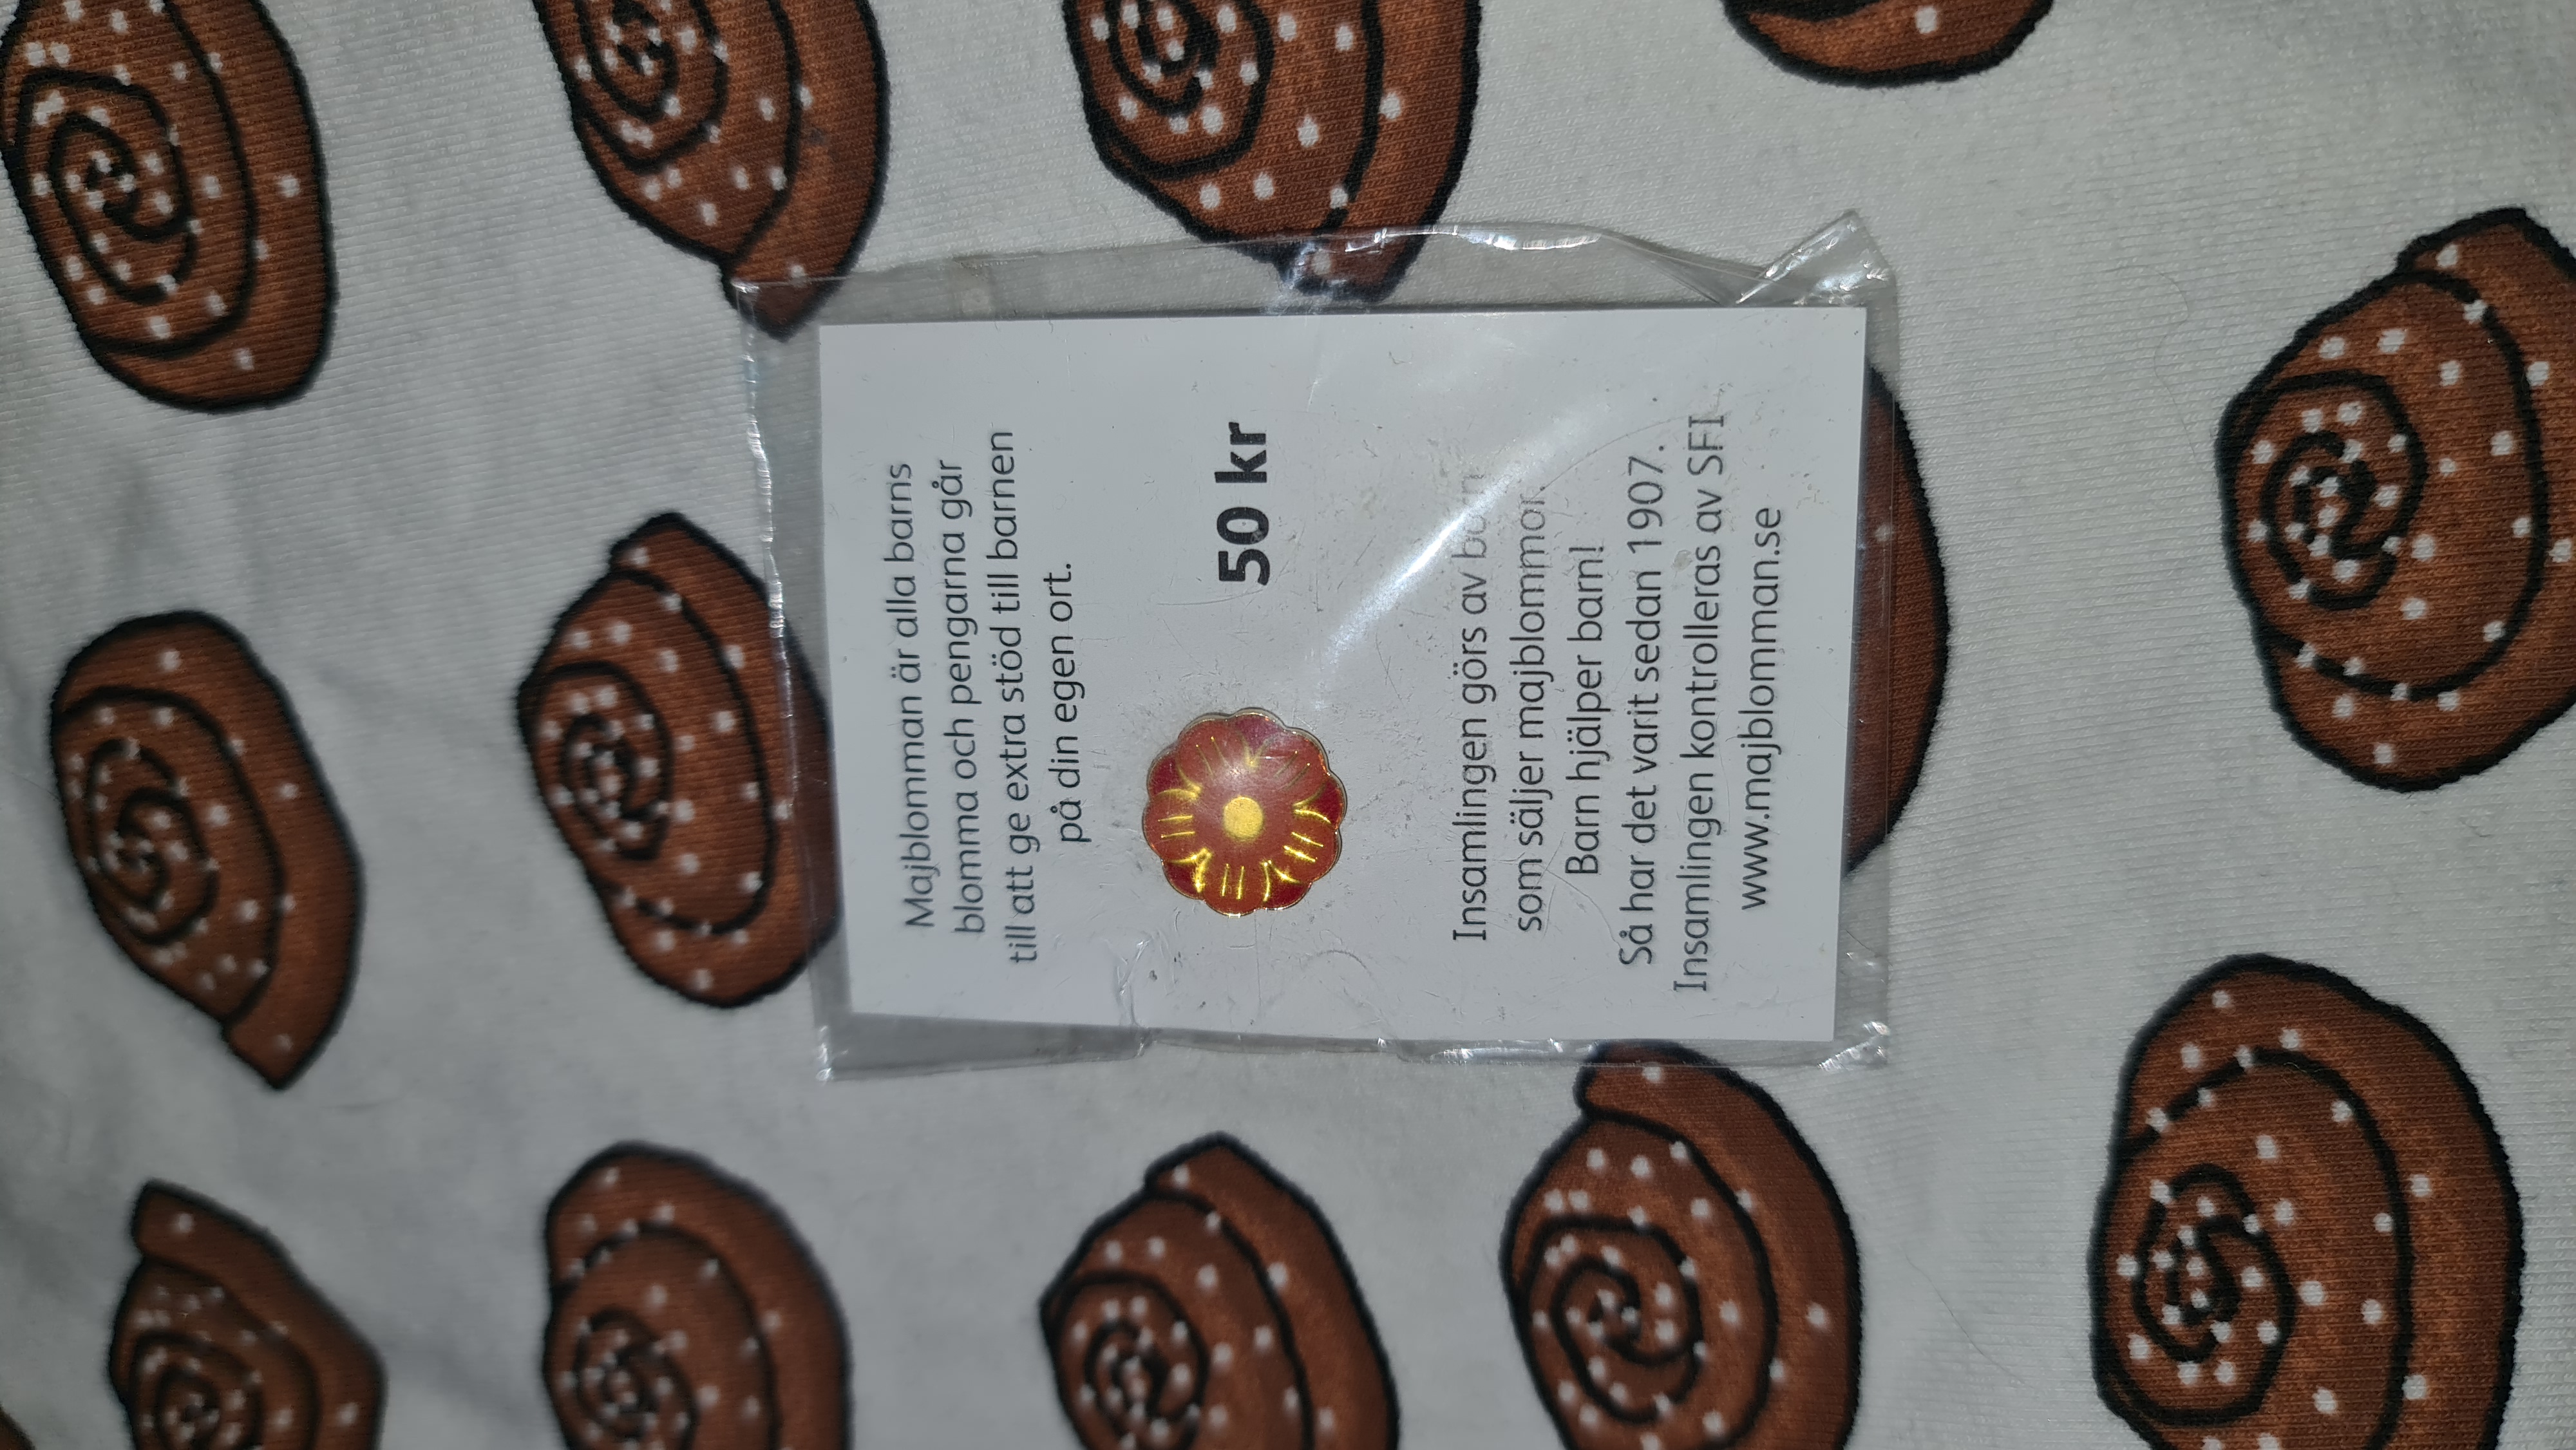 Majblomman är alla barns
blomma och pengarna går
till att ge extra stöd till barnen
på din egen ort.
50 kr
Insamlingen görs av barn
som säljer majblommor.
Barn hjälper barn!
Så har det varit sedan 1907.
Insamlingen kontrolleras av SFI
www.majblomman.se